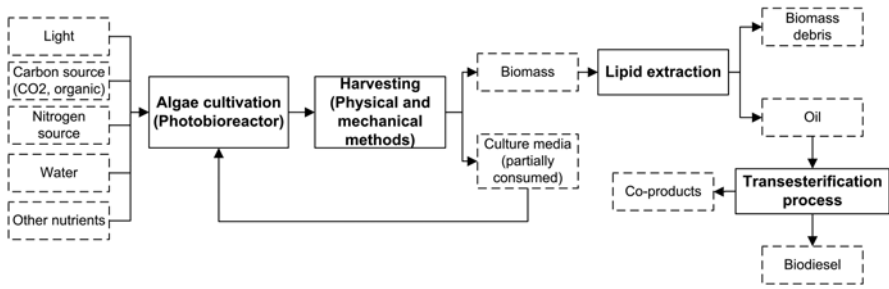 Light
Carbon source
(CO2, organic)
Nitrogen
source
Water
Other nutrients
Algae cultivation
(Photobioreactor)
Harvesting
(Physical and
mechanical
methods)
Biomass
Culture media
(partially
consumed)
Lipid extraction
Biomass
debris
Oil
Transesterification
process
Co-products
Biodiesel